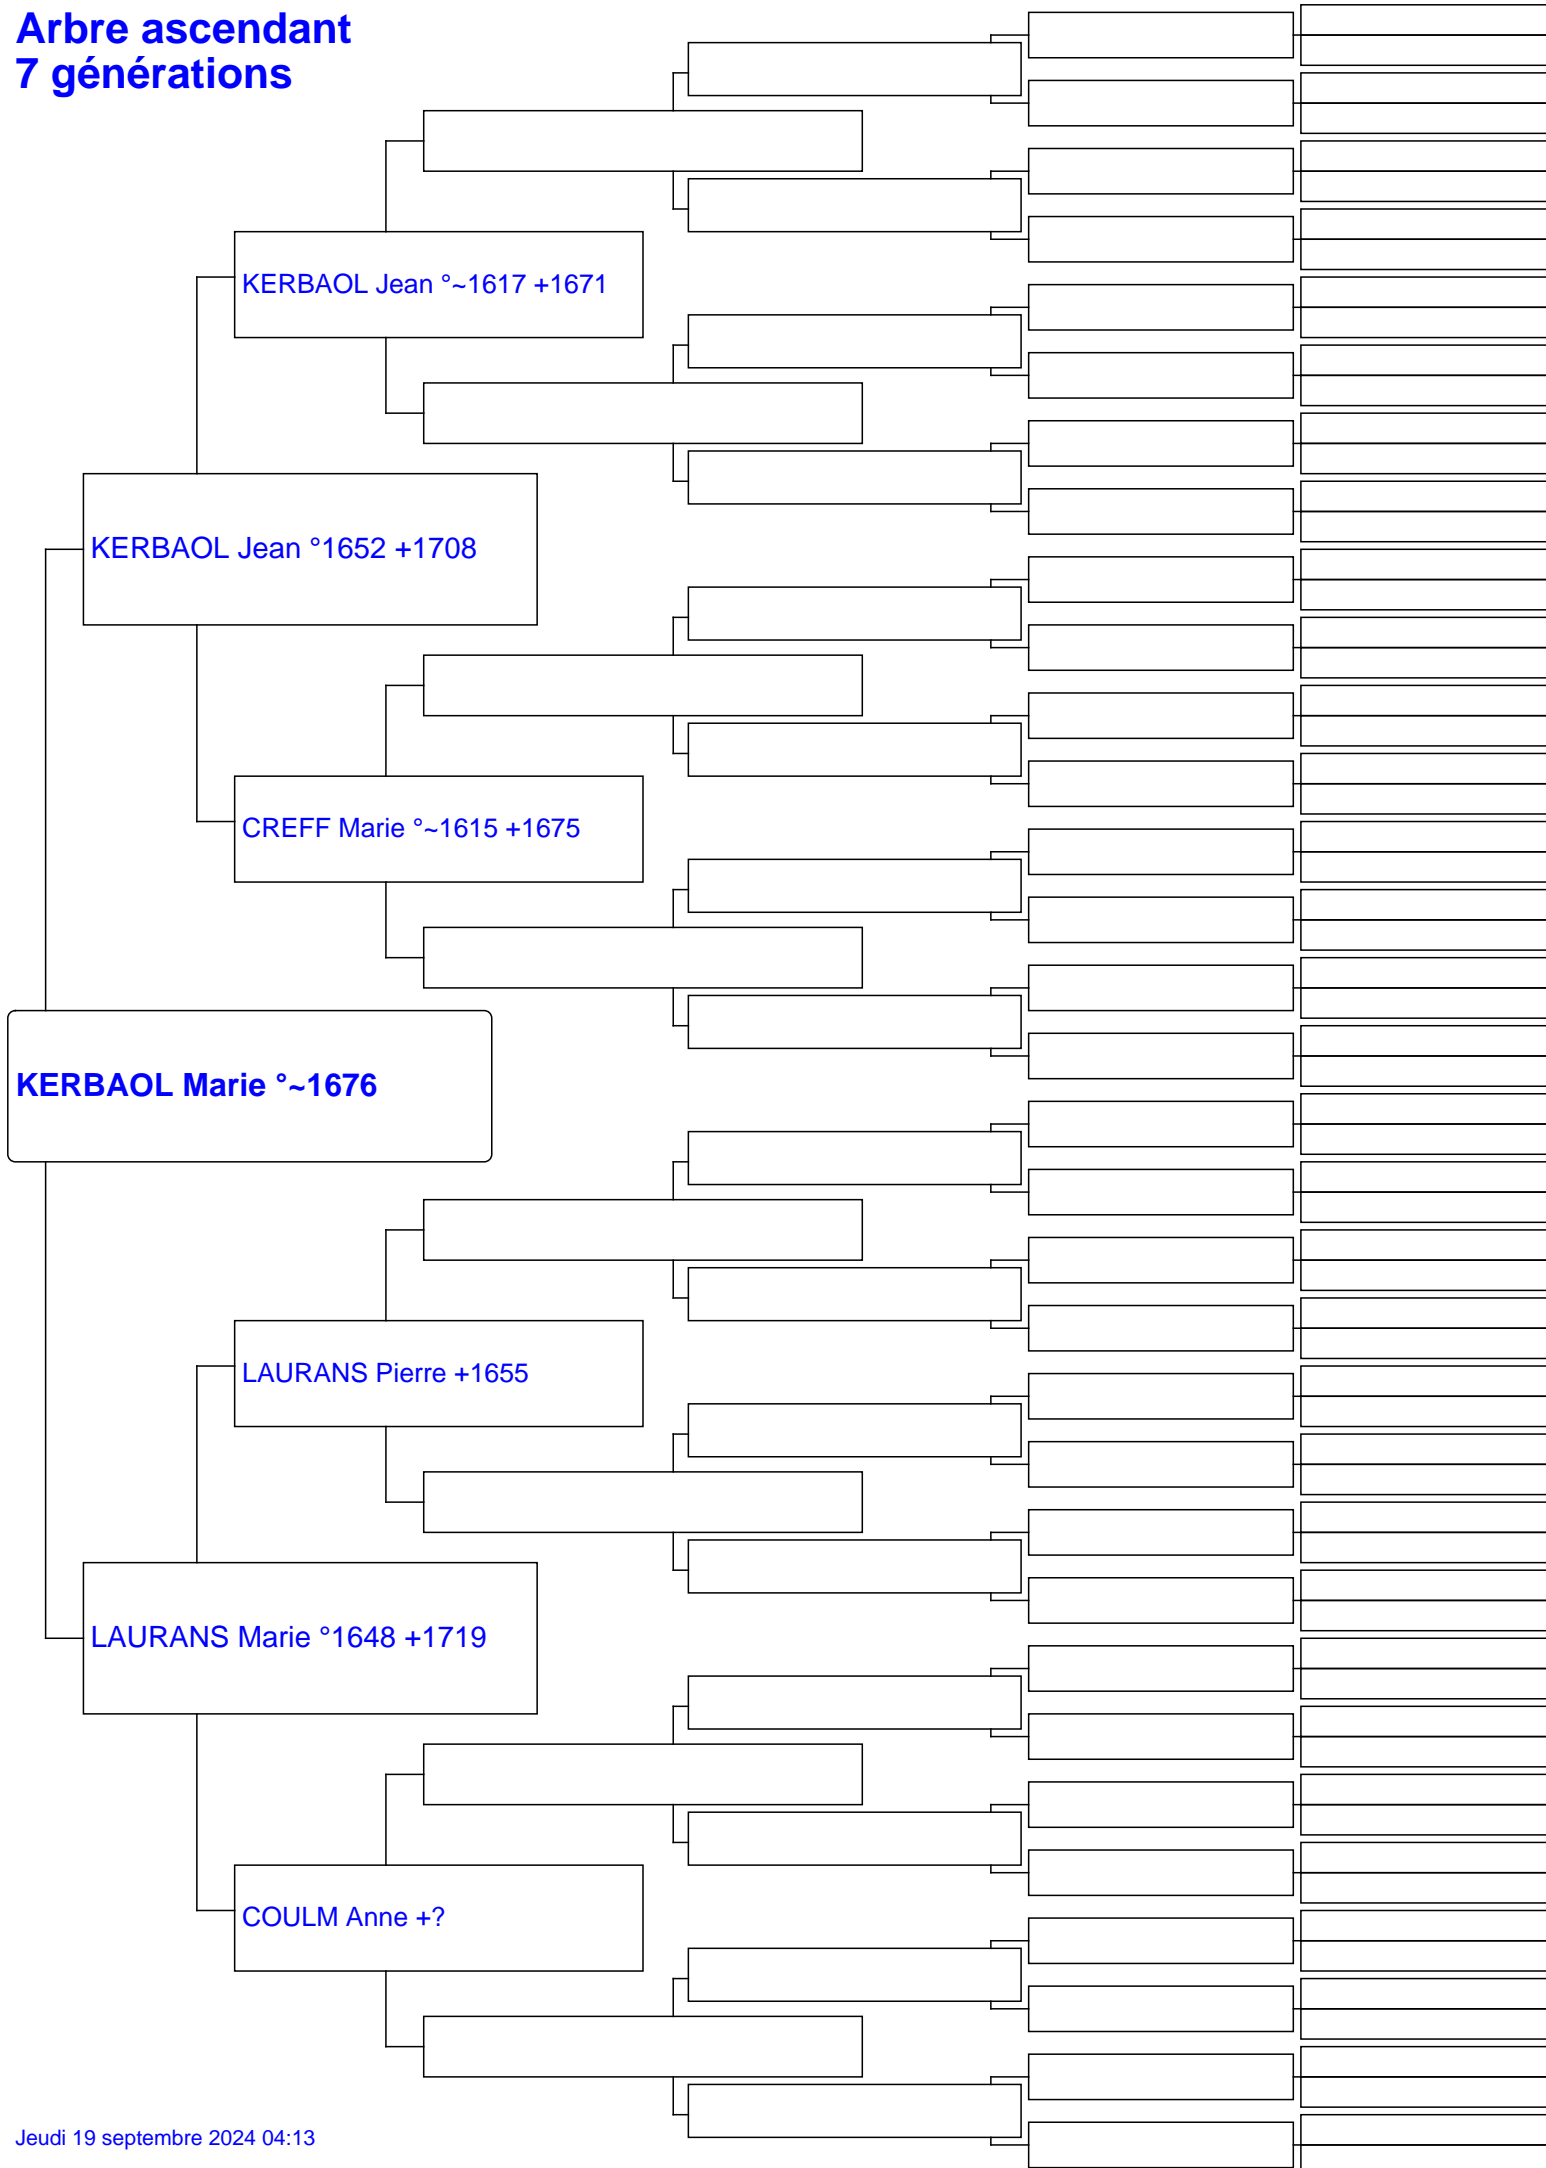 Arbre ascendant
7 générations
KERBAOL Jean °~1617 +1671
KERBAOL Jean °1652 +1708
CREFF Marie °~1615 +1675
KERBAOL Marie °~1676
LAURANS Pierre +1655
LAURANS Marie °1648 +1719
COULM Anne +?
Jeudi 19 septembre 2024 04:13